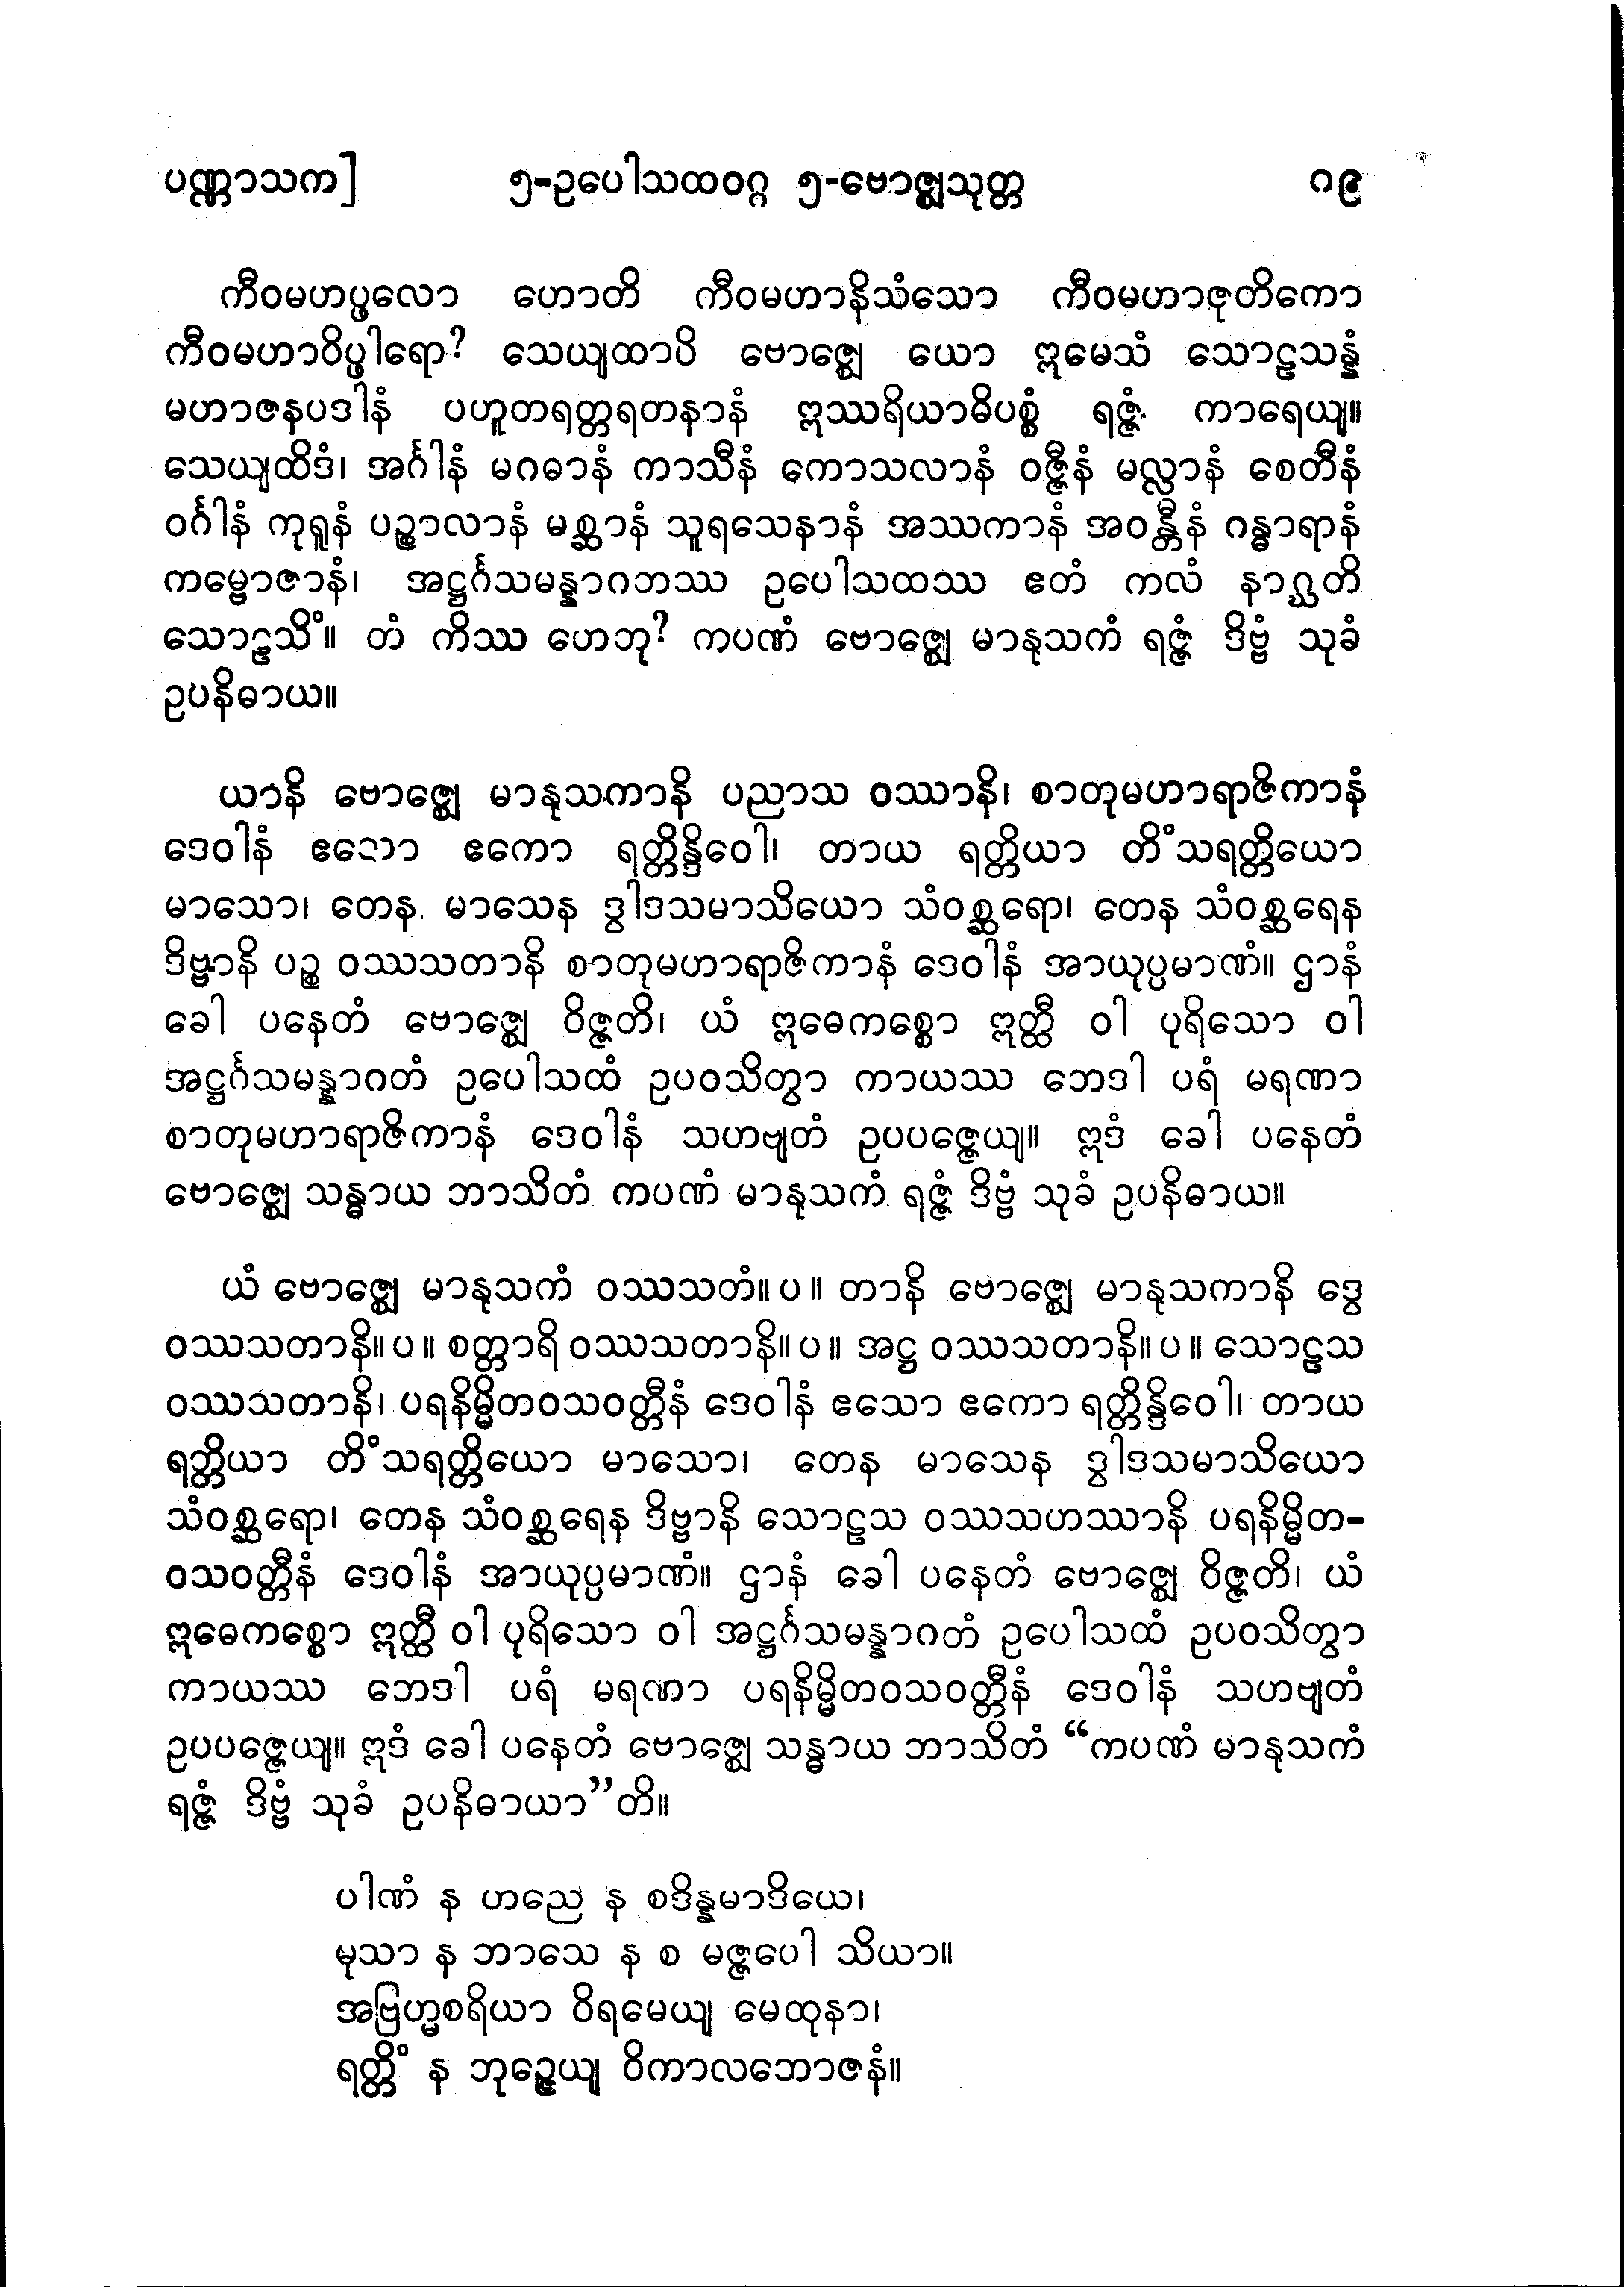 ပဏ္ဏာသက] ၅-ဥပေါသထဝဂ္ဂ ၅-ဗောဇ္ဈသုတ္တ ဂ၉
ကီဝမဟပ္ဖလော ဟောတိ ကီဝမဟာနိသံသော ကီဝမဟာဇုတိကော
ကီဝမဟာဝိပ္ဖါရော? သေယျထာပိ ဗောဇ္ဈေ ယော ဣမေသံ သောဠသန္နံ
မဟာဇနပဒါနံ ပဟူတရတ္တရတနာနံ ဣဿရိယာဓိပစ္စံ ရဇ္ဇံ ကာရေယျ။
သေယျထိဒံ၊ အင်္ဂါနံ မဂဓာနံ ကာသီနံ ကောသလာနံ ဝဇ္ဇီနံ မလ္လာနံ စေတီနံ
ဝင်္ဂါနံ ကုရူနံ ပဉ္စာလာနံ မစ္ဆာနံ သူရသေနာနံ အဿကာနံ အဝန္တီနံ ဂန္ဓာရာနံ
ကမ္ဗောဇာနံ၊ အဋ္ဌင်္ဂသမန္နာဂဘဿ ဥပေါသထဿ ဧတံ ကလံ နာဂ္ဃတိ
သောဠသိံ။ တံ ကိဿ ဟေဘု? ကပဏံ ဗောဇ္ဈေ မာနုသကံ ရဇ္ဇံ ဒိဗ္ဗံ သုခံ
ဥပနိဓာယ။
ယာနိ ဗောဇ္ဈေ မာနုသကာနိ ပညာသ ဝဿာနိ၊ စာတုမဟာရာဇိကာနံ
ဒေဝါနံ ဧသော ဧကော ရတ္တိန္ဒိဝေါ၊ တာယ ရတ္တိယာ တိံသရတ္တိယော
မာသော၊ တေန မာသေန ဒွါဒသမာသိယော သံဝစ္ဆရော၊ တေန သံဝစ္ဆရေန
ဒိဗ္ဗာနိ ပဉ္စ ဝဿသတာနိ စာတုမဟာရာဇိကာနံ ဒေဝါနံ အာယုပ္ပမာဏံ။ ဌာနံ
ခေါ ပနေတံ ဗောဇ္ဈေ ဝိဇ္ဇတိ၊ ယံ ဣဓေကစ္စော ဣတ္ထီ ဝါ ပုရိသော ဝါ
အဋ္ဌင်္ဂသမန္နာဂတံ ဥပေါသထံ ဥပဝသိတွာ ကာယဿ ဘေဒါ ပရံ မရဏာ
စာတုမဟာရာဇိကာနံ ဒေဝါနံ သဟဗျတံ ဥပပဇ္ဇေယျ။ ဣဒံ ခေါ ပနေတံ
ဗောဇ္ဈေ သန္ဓာယ ဘာသိတံ ကပဏံ မာနုသကံ ရဇ္ဇံ ဒိဗ္ဗံ သုခံ ဥပနိဓာယ။
ယံ ဗောဇ္ဈေ မာနုသကံ ဝဿသတံ။ ပ ။ တာနိ ဗောဇ္ဈေ မာနုသကာနိ ဒွေ
ဝဿသတာနိ။ ပ ။ စတ္တာရိ ဝဿသတာနိ။ ပ ။ အဋ္ဌ ဝဿသတာနိ။ ပ ။ သောဠသ
ဝဿသတာနိ၊ ပရနိမ္မိတဝသဝတ္တီနံ ဒေဝါနံ ဧသော ဧကော ရတ္တိန္ဒိဝေါ၊ တာယ
ရတ္တိယာ တိံသရတ္တိယော မာသော၊ တေန မာသေန ဒွါဒသမာသိယော
သံဝစ္ဆရော၊ တေန သံဝစ္ဆရေန ဒိဗ္ဗာနိ သောဠသ ဝဿသဟဿာနိ ပရနိမ္မိတ-
ဝသဝတ္တီနံ ဒေဝါနံ အာယုပ္ပမာဏံ။ ဌာနံ ခေါ ပနေတံ ဗောဇ္ဈေ ဝိဇ္ဇတိ၊ ယံ
ဣဓေကစ္စော ဣတ္ထီ ဝါ ပုရိသော ဝါ အဋ္ဌင်္ဂသမန္နာဂတံ ဥပေါသထံ ဥပဝသိတွာ
ကာယဿ ဘေဒါ ပရံ မရဏာ ပရနိမ္မိတဝသဝတ္တီနံ ဒေဝါနံ သဟဗျတံ
ဥပပဇ္ဇေယျ။ ဣဒံ ခေါ ပနေတံ ဗောဇ္ဈေ သန္ဓာယ ဘာသိတံ “ကပဏံ မာနုသကံ
ရဇ္ဇံ ဒိဗ္ဗံ သုခံ ဥပနိဓာယာ”တိ။
ပါဏံ န ဟညေ န စဒိန္နမာဒိယေ၊
မုသာ န ဘာသေ န စ မဇ္ဇပေါ သိယာ။
အဗြဟ္မစရိယာ ဝိရမေယျ မေထုနာ၊
ရတ္တိံ န ဘုဉ္ဇေယျ ဝိကာလဘောဇနံ။